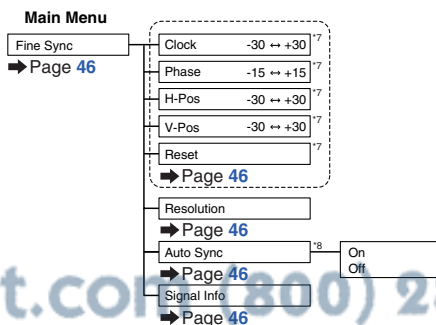 Main Menu
Fine Sync
➡ Page 46
Clock -30 ↔ +30 *7
Phase -15 ↔ +15 *7
H-Pos -30 ↔ +30 *7
V-Pos -30 ↔ +30 *7
Reset *7
➡ Page 46
Resolution
➡ Page 46
Auto Sync *8
On
Off
➡ Page 46
Signal Info
➡ Page 46
t.com (800) 2